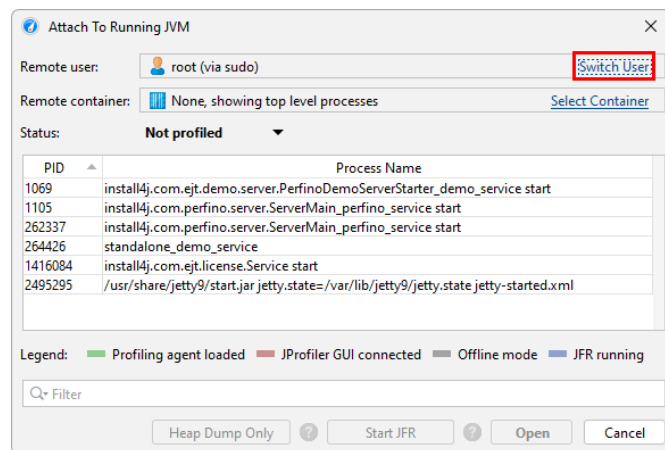 Attach To Running JVM
Remote user: root (via sudo) Switch User
Remote container: None, showing top level processes Select Container
Status: Not profiled
PID Process Name
1069 install4j.com.ejt.demo.server.PerfinoDemoServerStarter_demo_service start
1105 install4j.com.perfino.server.ServerMain_perfino_service start
262337 install4j.com.perfino.server.ServerMain_perfino_service start
264426 standalone_demo_service
1416084 install4j.com.ejt.license.Service start
2495295 /usr/share/jetty9/start.jar jetty.state=/var/lib/jetty9/jetty.state jetty-started.xml
Legend: Profiling agent loaded JProfiler GUI connected Offline mode JFR running
Filter
Heap Dump Only ? Start JFR ? Open Cancel